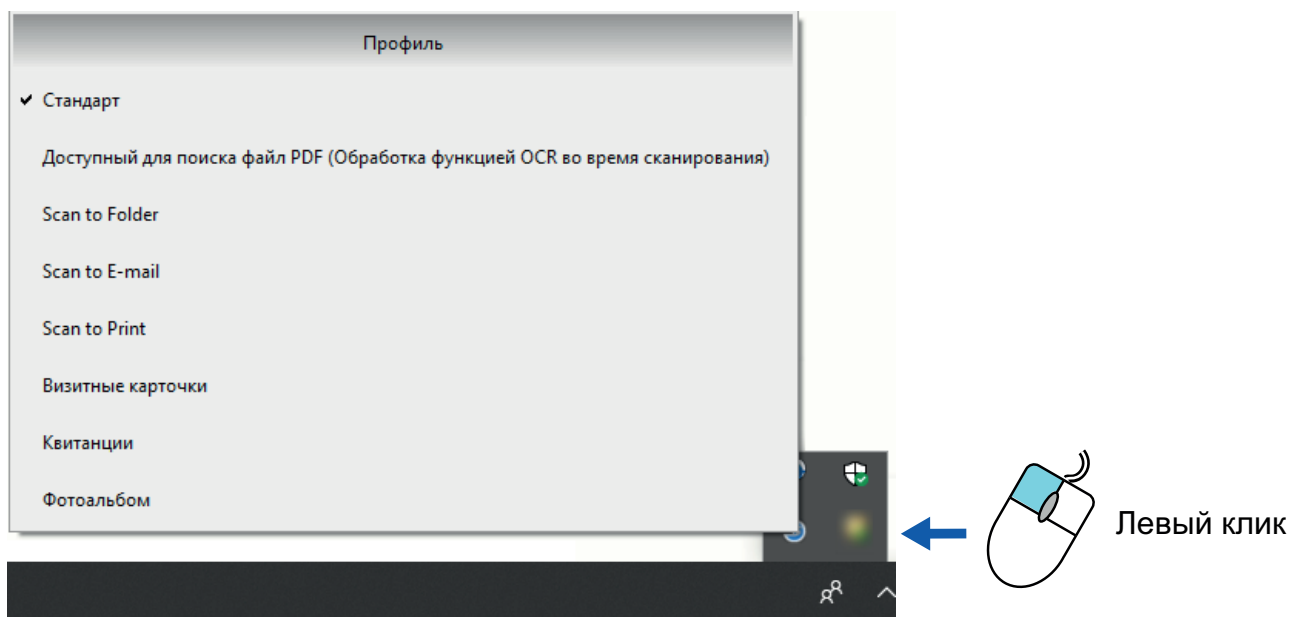 Профиль
Стандарт
Доступный для поиска файл PDF (Обработка функцией OCR во время сканирования)
Scan to Folder
Scan to E-mail
Scan to Print
Визитные карточки
Квитанции
Фотоальбом
Левый клик